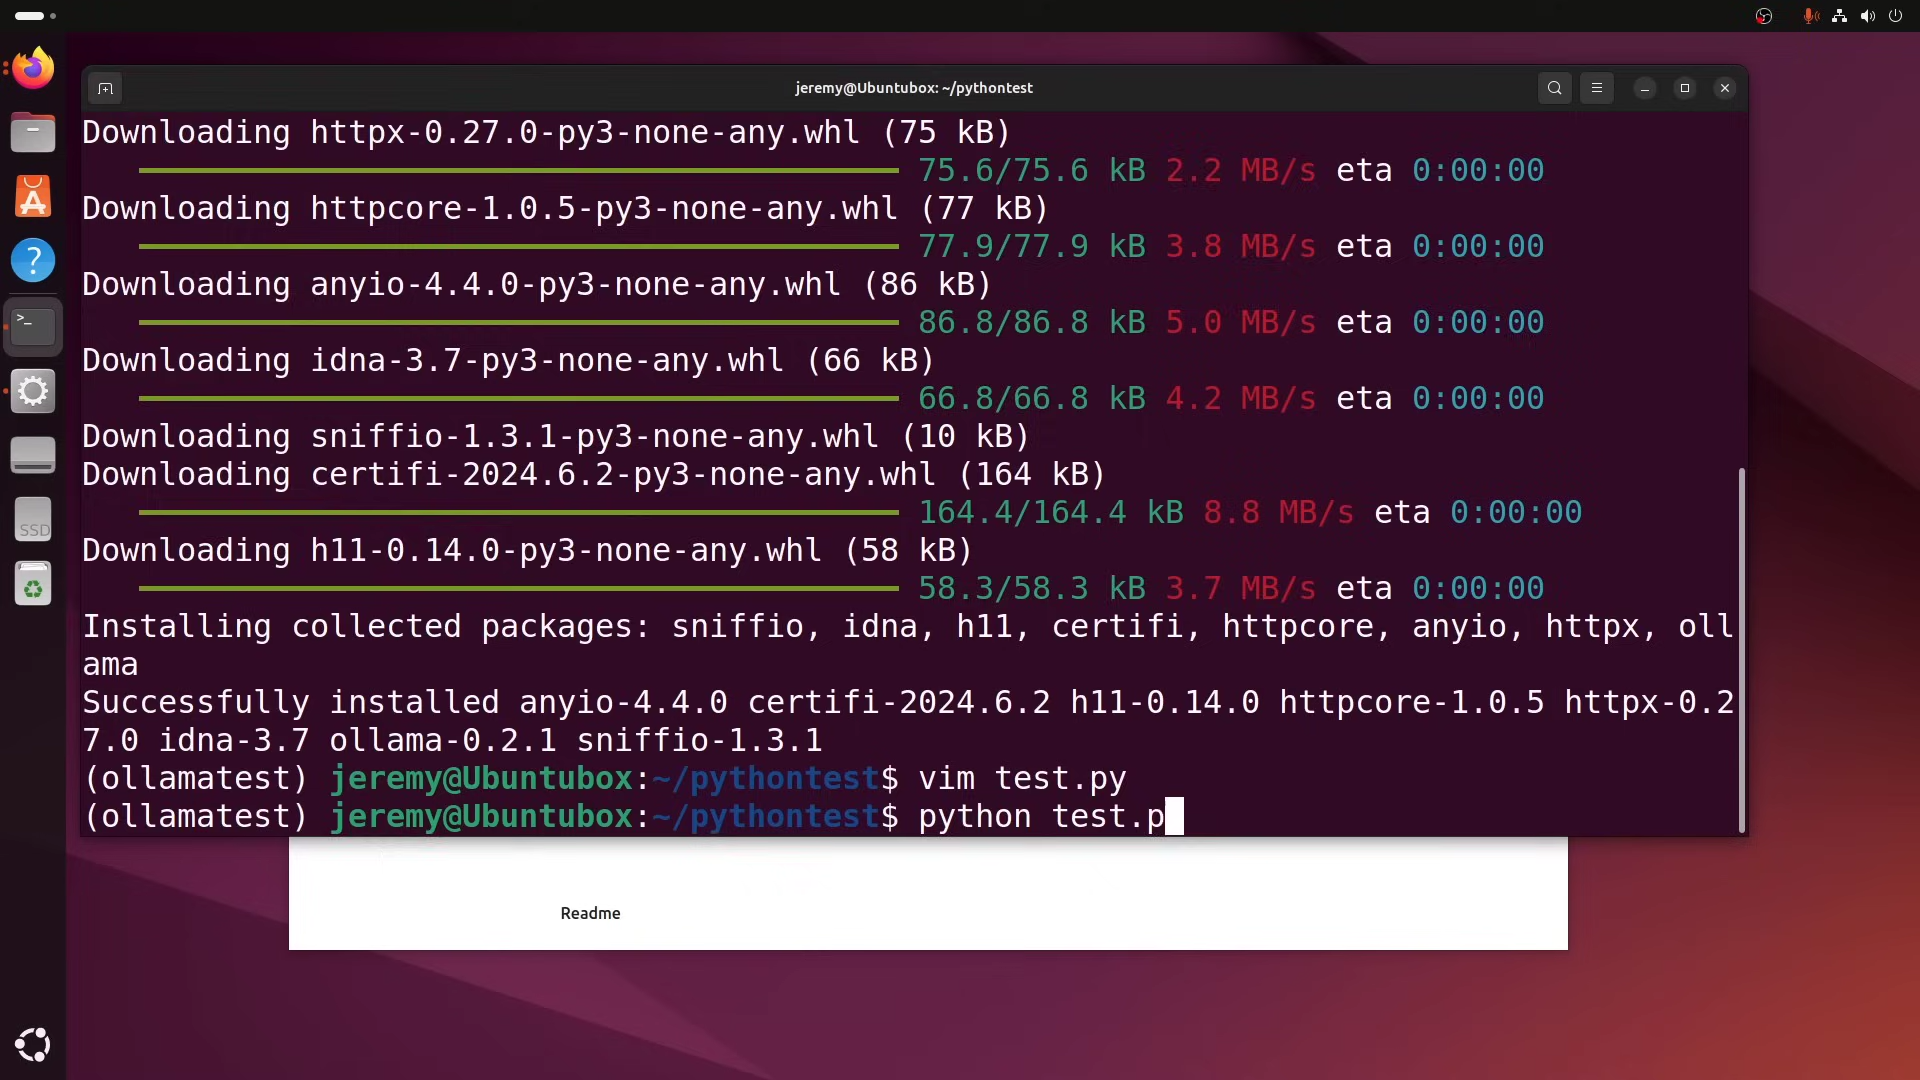 jeremy@Ubuntubox: ~/pythontest
Downloading httpx-0.27.0-py3-none-any.whl (75 kB)
75.6/75.6 kB 2.2 MB/s eta 0:00:00
Downloading httpcore-1.0.5-py3-none-any.whl (77 kB)
77.9/77.9 kB 3.8 MB/s eta 0:00:00
Downloading anyio-4.4.0-py3-none-any.whl (86 kB)
86.8/86.8 kB 5.0 MB/s eta 0:00:00
Downloading idna-3.7-py3-none-any.whl (66 kB)
66.8/66.8 kB 4.2 MB/s eta 0:00:00
Downloading sniffio-1.3.1-py3-none-any.whl (10 kB)
Downloading certifi-2024.6.2-py3-none-any.whl (164 kB)
164.4/164.4 kB 8.8 MB/s eta 0:00:00
Downloading h11-0.14.0-py3-none-any.whl (58 kB)
58.3/58.3 kB 3.7 MB/s eta 0:00:00
Installing collected packages: sniffio, idna, h11, certifi, httpcore, anyio, httpx, oll
ama
Successfully installed anyio-4.4.0 certifi-2024.6.2 h11-0.14.0 httpcore-1.0.5 httpx-0.2
7.0 idna-3.7 ollama-0.2.1 sniffio-1.3.1
(ollamatest) jeremy@Ubuntubox:~/pythontest$ vim test.py
(ollamatest) jeremy@Ubuntubox:~/pythontest$ python test.p
SSD
Readme